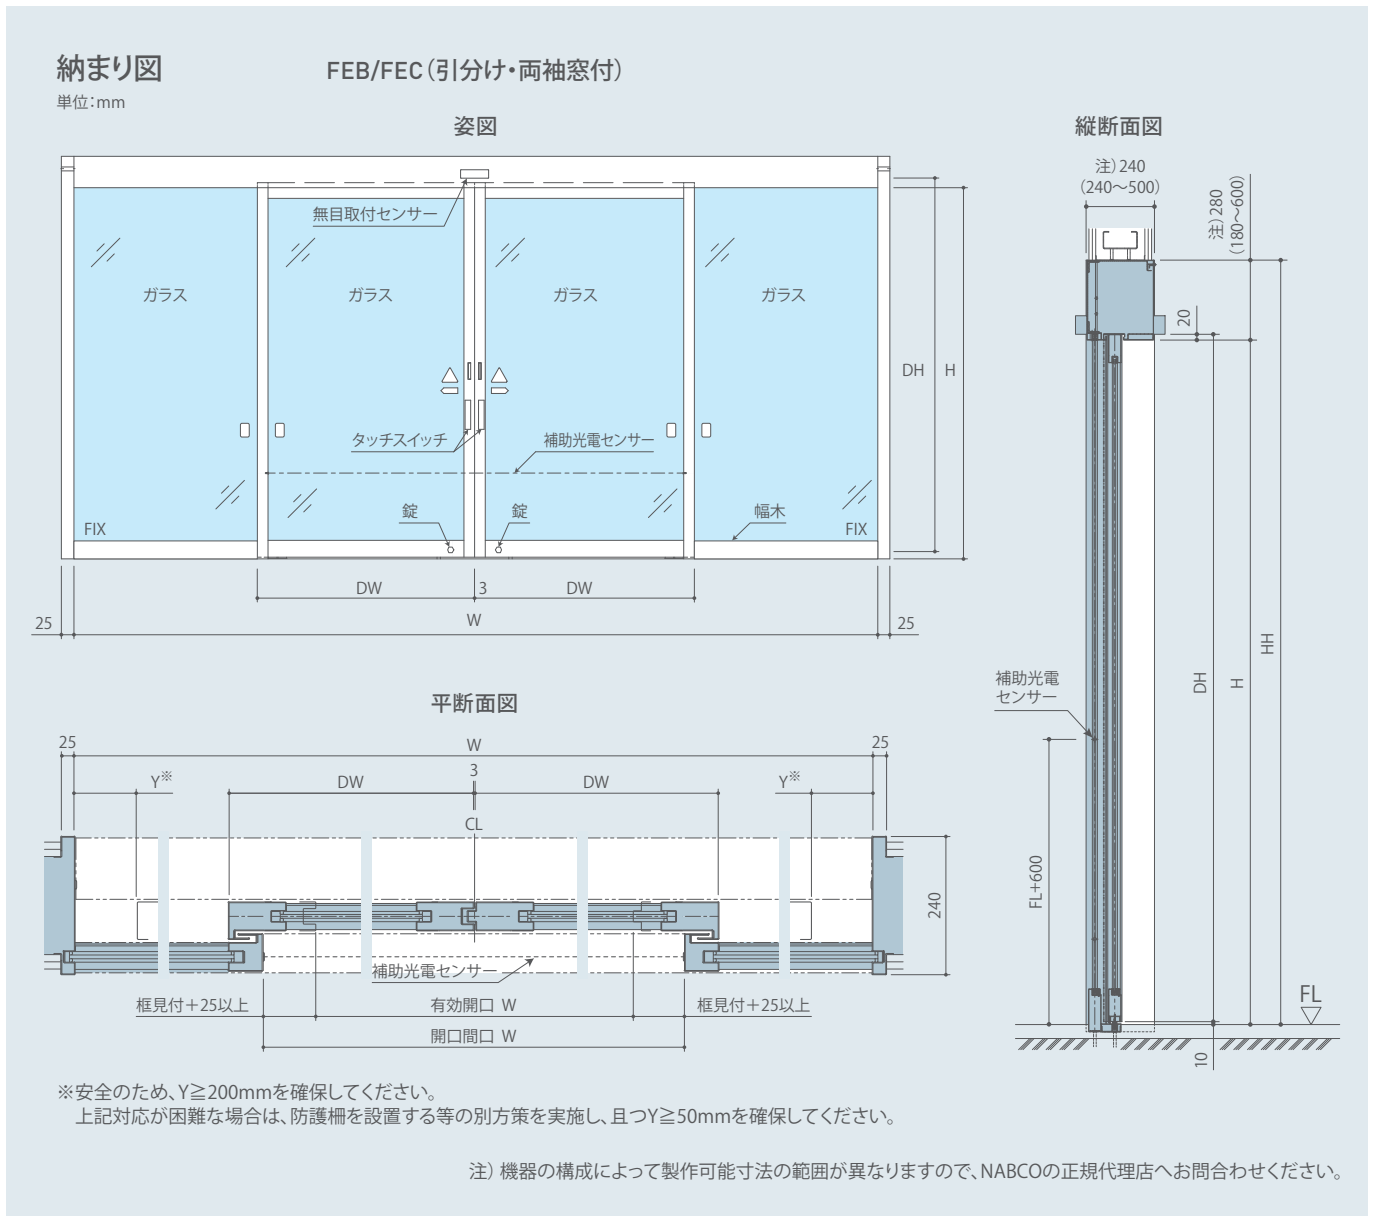 納まり図
FEB/FEC（引分け・両袖窓付）
単位：mm
姿図
無目取付センサー
ガラス
ガラス
ガラス
ガラス
DH
H
タッチスイッチ
補助光電センサー
錠
錠
幅木
FIX
FIX
DW
3
DW
25
W
25
平断面図
25
W
25
Y※
DW
3
DW
Y※
CL
240
補助光電センサー
框見付＋25以上
有効開口 W
框見付＋25以上
開口間口 W
縦断面図
注）240
（240～500）
注）280
（180～600）
20
補助光電
センサー
DH
H
HH
FL+600
FL
10
※安全のため、Y≧200mmを確保してください。
上記対応が困難な場合は、防護柵を設置する等の別方策を実施し、且つY≧50mmを確保してください。
注）機器の構成によって製作可能寸法の範囲が異なりますので、NABCOの正規代理店へお問合わせください。